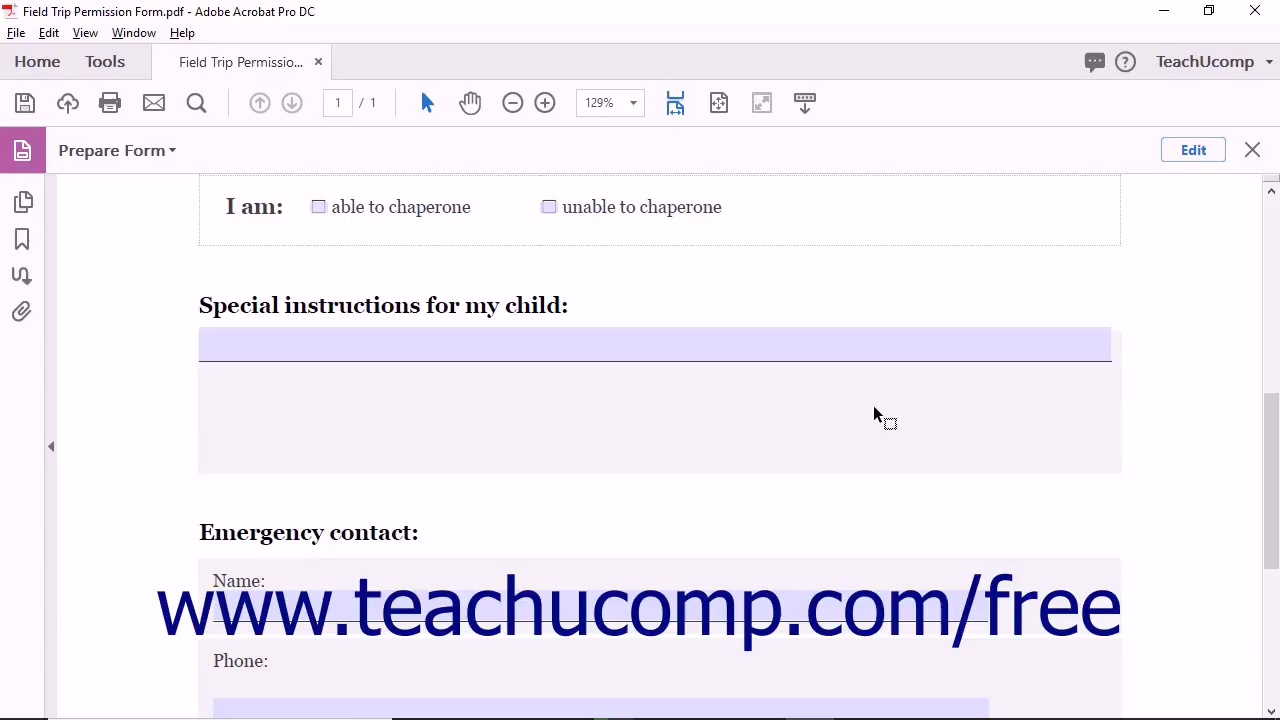 Field Trip Permission Form.pdf - Adobe Acrobat Pro DC
File Edit View Window Help
Home Tools Field Trip Permissio... × TeachUcomp
1 / 1 129%
Prepare Form Edit
I am: able to chaperone unable to chaperone
Special instructions for my child:
Emergency contact:
Name:
www.teachucomp.com/free
Phone: